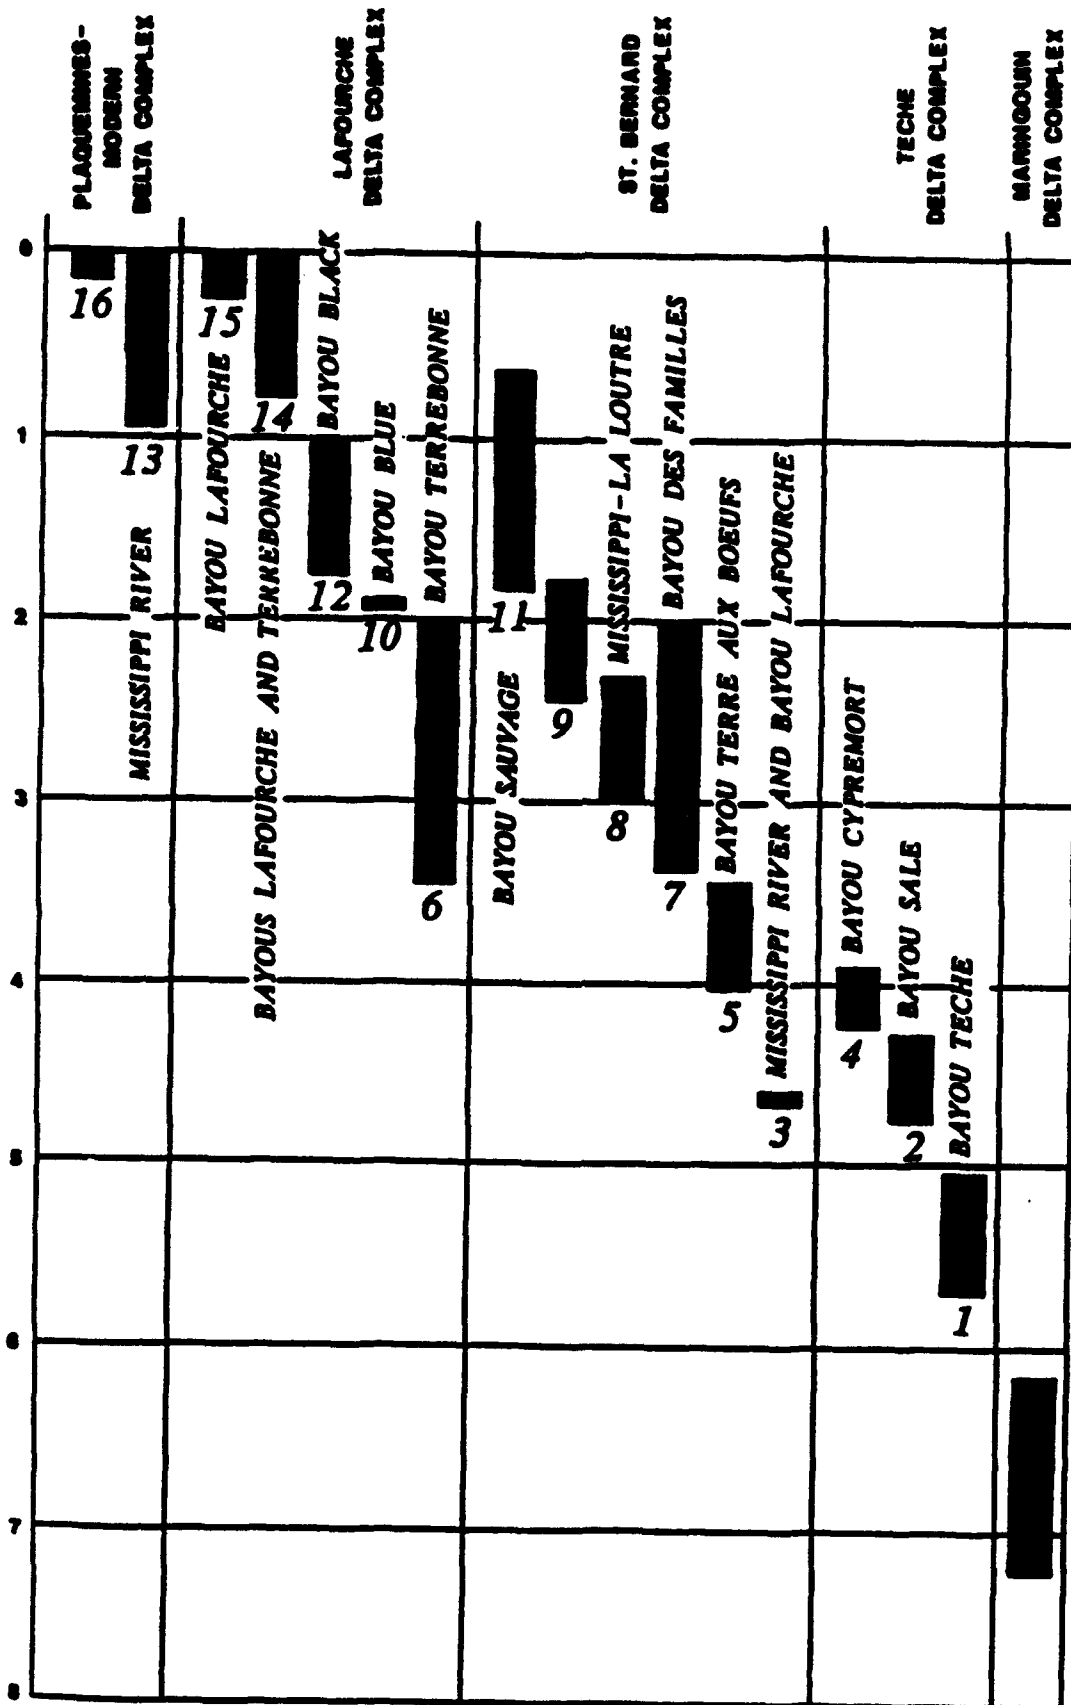 PLAQUEMINES-
MODERN
DELTA COMPLEX
LAFOURCHE
DELTA COMPLEX
ST. BERNARD
DELTA COMPLEX
TECHE
DELTA COMPLEX
MARINGOUIN
DELTA COMPLEX
0
1
2
3
4
5
6
7
8
16
13
MISSISSIPPI RIVER
15
BAYOU LAFOURCHE
14
BAYOUS LAFOURCHE AND TERREBONNE
BAYOU BLACK
12
BAYOU BLUE
10
BAYOU TERREBONNE
6
11
BAYOU SAUVAGE
9
MISSISSIPPI-LA LOUTRE
8
BAYOU DES FAMILLES
7
BAYOU TERRE AUX BOEUFS
5
MISSISSIPPI RIVER AND BAYOU LAFOURCHE
3
BAYOU CYPREMORT
4
BAYOU SALE
2
BAYOU TECHE
1